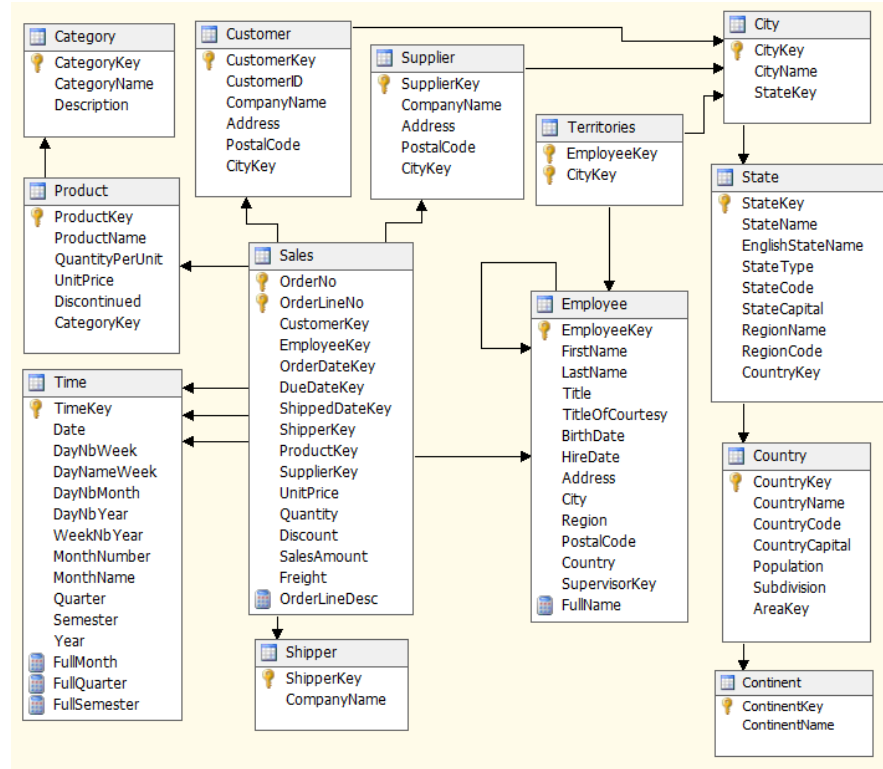 Category
CategoryKey
CategoryName
Description
Customer
CustomerKey
CustomerID
CompanyName
Address
PostalCode
CityKey
Supplier
SupplierKey
CompanyName
Address
PostalCode
CityKey
City
CityKey
CityName
StateKey
Territories
EmployeeKey
CityKey
Product
ProductKey
ProductName
QuantityPerUnit
UnitPrice
Discontinued
CategoryKey
State
StateKey
StateName
EnglishStateName
StateType
StateCode
StateCapital
RegionName
RegionCode
CountryKey
Sales
OrderNo
OrderLineNo
CustomerKey
EmployeeKey
OrderDateKey
DueDateKey
ShippedDateKey
ShipperKey
ProductKey
SupplierKey
UnitPrice
Quantity
Discount
SalesAmount
Freight
OrderLineDesc
Employee
EmployeeKey
FirstName
LastName
Title
TitleOfCourtesy
BirthDate
HireDate
Address
City
Region
PostalCode
Country
SupervisorKey
FullName
Time
TimeKey
Date
DayNbWeek
DayNameWeek
DayNbMonth
DayNbYear
WeekNbYear
MonthNumber
MonthName
Quarter
Semester
Year
FullMonth
FullQuarter
FullSemester
Country
CountryKey
CountryName
CountryCode
CountryCapital
Population
Subdivision
AreaKey
Shipper
ShipperKey
CompanyName
Continent
ContinentKey
ContinentName